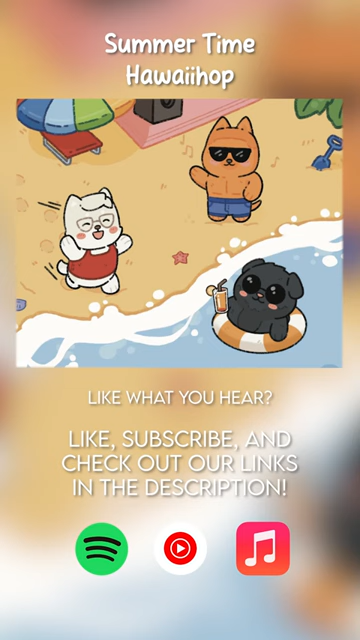 Summer Time
Hawaiihop
LIKE WHAT YOU HEAR?
LIKE, SUBSCRIBE, AND
CHECK OUT OUR LINKS
IN THE DESCRIPTION!